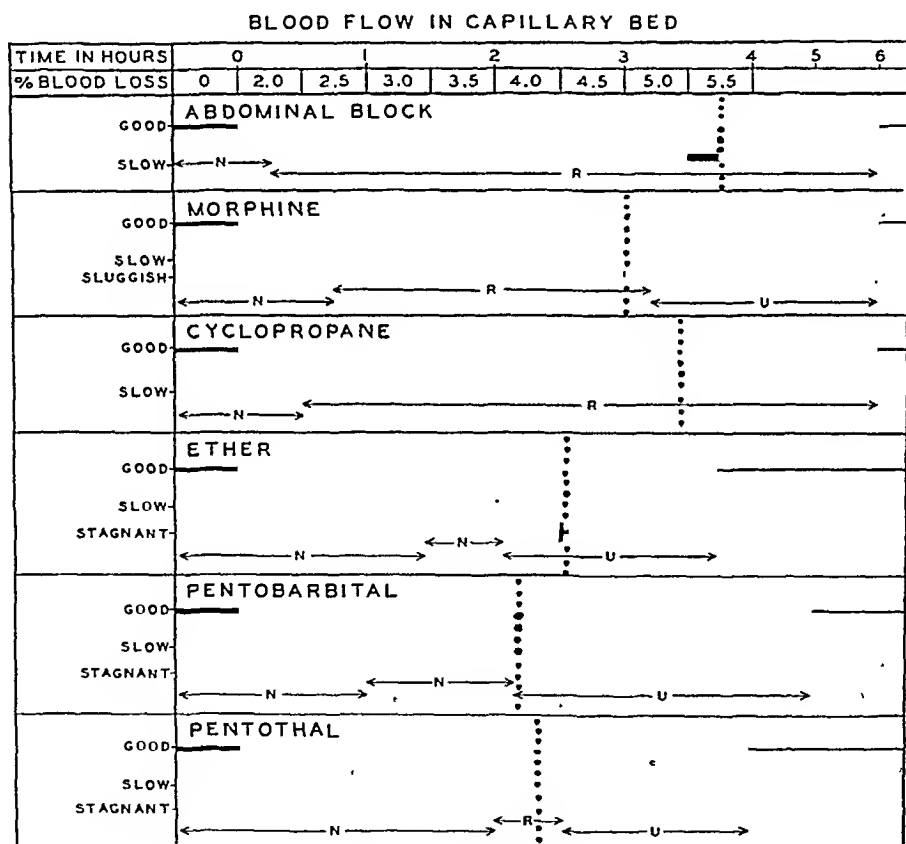 BLOOD FLOW IN CAPILLARY BED
TIME IN HOURS 0 1 2 3 4 5 6
% BLOOD LOSS 0 2.0 2.5 3.0 3.5 4.0 4.5 5.0 5.5
ABDOMINAL BLOCK
GOOD
SLOW N
R
MORPHINE
GOOD
SLOW
SLUGGISH
N R U
CYCLOPROPANE
GOOD
SLOW
N R
ETHER
GOOD
SLOW
STAGNANT
N N U
PENTOBARBITAL
GOOD
SLOW
STAGNANT
N N U
PENTOTHAL
GOOD
SLOW
STAGNANT
N R U